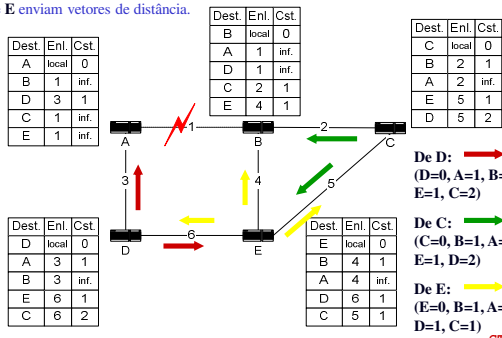 E enviam vetores de distância.
Dest. Enl. Cst.
B local 0
A 1 inf.
D 1 inf.
C 2 1
E 4 1
Dest. Enl. Cst.
C local 0
B 2 1
A 2 inf.
E 5 1
D 5 2
Dest. Enl. Cst.
A local 0
B 1 inf.
D 3 1
C 1 inf.
E 1 inf.
1
2
A
B
C
3
4
5
6
D
E
De D:
(D=0, A=1, B=
E=1, C=2)
De C:
(C=0, B=1, A=
E=1, D=2)
De E:
(E=0, B=1, A=
D=1, C=1)
Dest. Enl. Cst.
D local 0
A 3 1
B 3 inf.
E 6 1
C 6 2
Dest. Enl. Cst.
E local 0
B 4 1
A 4 inf.
D 6 1
C 5 1